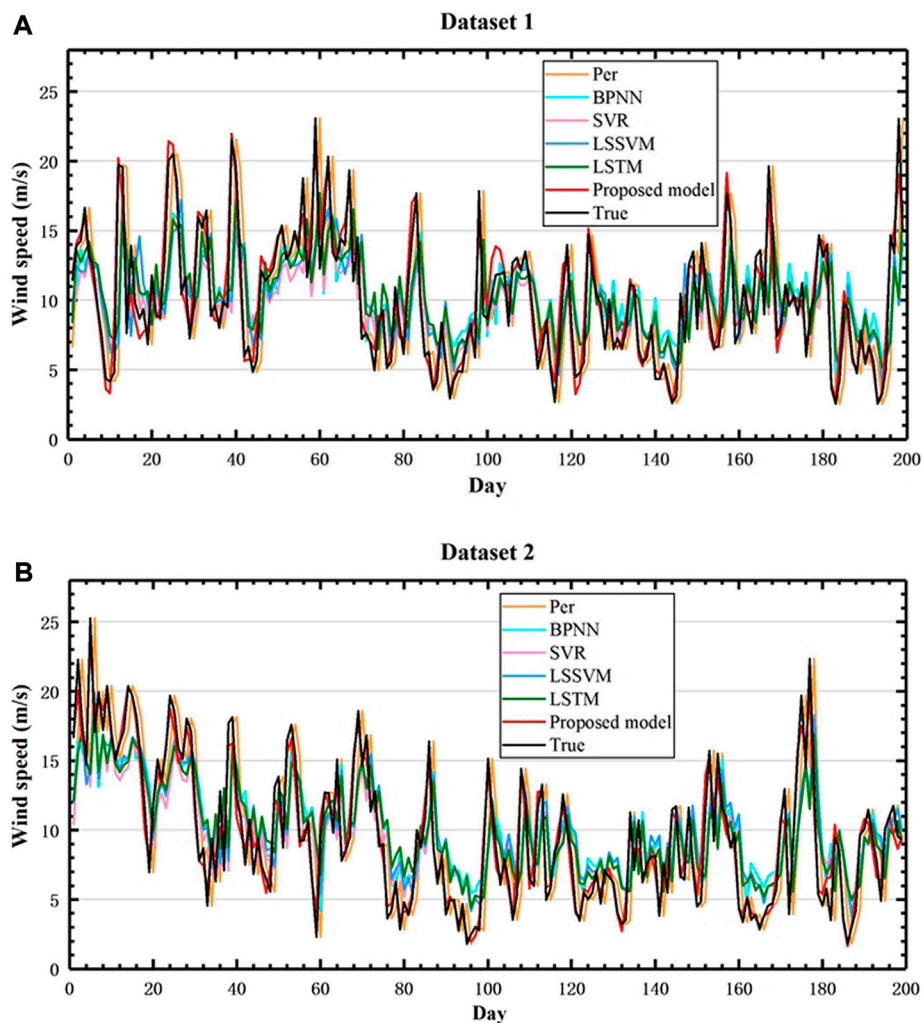 A
Dataset 1
Wind speed (m/s)
25
20
15
10
5
0
Per
BPNN
SVR
LSSVM
LSTM
Proposed model
True
0 20 40 60 80 100 120 140 160 180 200
Day
B
Dataset 2
Wind speed (m/s)
25
20
15
10
5
0
Per
BPNN
SVR
LSSVM
LSTM
Proposed model
True
0 20 40 60 80 100 120 140 160 180 200
Day